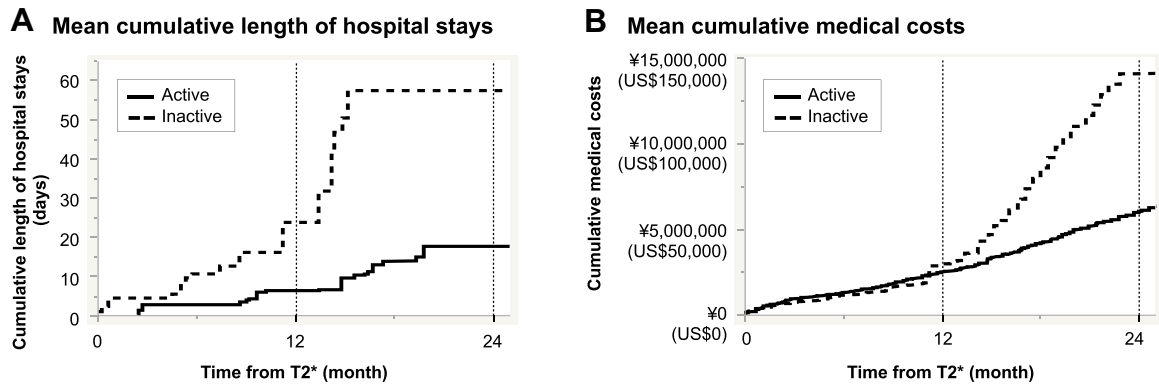 A Mean cumulative length of hospital stays
Cumulative length of hospital stays
(days)
60
50
40
30
20
10
0
Active
Inactive
0
12
24
Time from T2* (month)
B Mean cumulative medical costs
Cumulative medical costs
¥15,000,000
(US$150,000)
¥10,000,000
(US$100,000)
¥5,000,000
(US$50,000)
¥0
(US$0)
Active
Inactive
0
12
24
Time from T2* (month)